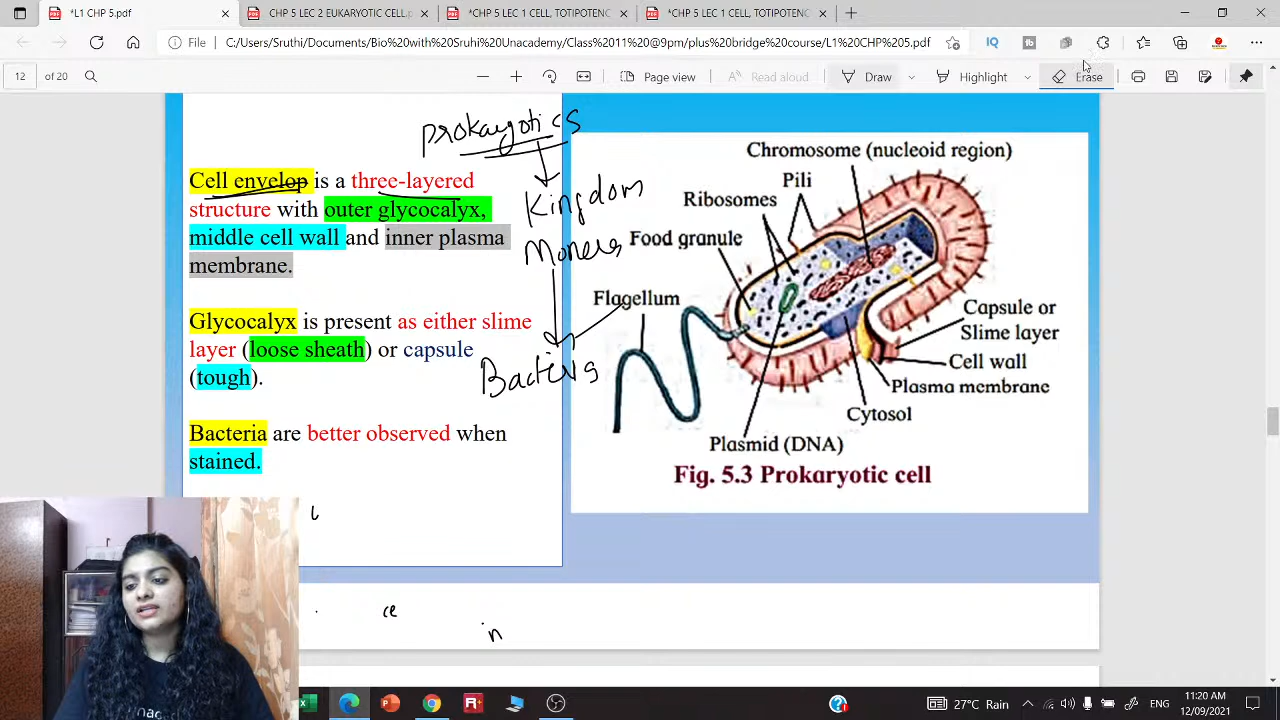 *L1 CHP 5.pdf
CHP 5 LEC 2 EUKARYOTIC CELL.p
*CHP 5 LEC 1 CELL, TOTIPOTENC
*CHP 5 LEC 1 CELL, TOTIPOTENC
File
C:/Users/Sruthi/Documents/Bio%20with%20Sruhi%20Unacademy/Class%2011%20@9pm/plus%20bridge%20course/L1%20CHP%205.pdf
12 of 20
Page view
Read aloud
Draw
Highlight
Erase
prokaryotics
Kingdom
Monera
Bacteria
Cell envelop is a three-layered
structure with outer glycocalyx,
middle cell wall and inner plasma
membrane.
Glycocalyx is present as either slime
layer (loose sheath) or capsule
(tough).
Bacteria are better observed when
stained.
Chromosome (nucleoid region)
Pili
Ribosomes
Food granule
Flagellum
Capsule or
Slime layer
Cell wall
Plasma membrane
Cytosol
Plasmid (DNA)
Fig. 5.3 Prokaryotic cell
ce
in
27°C Rain
ENG
11:20 AM
12/09/2021